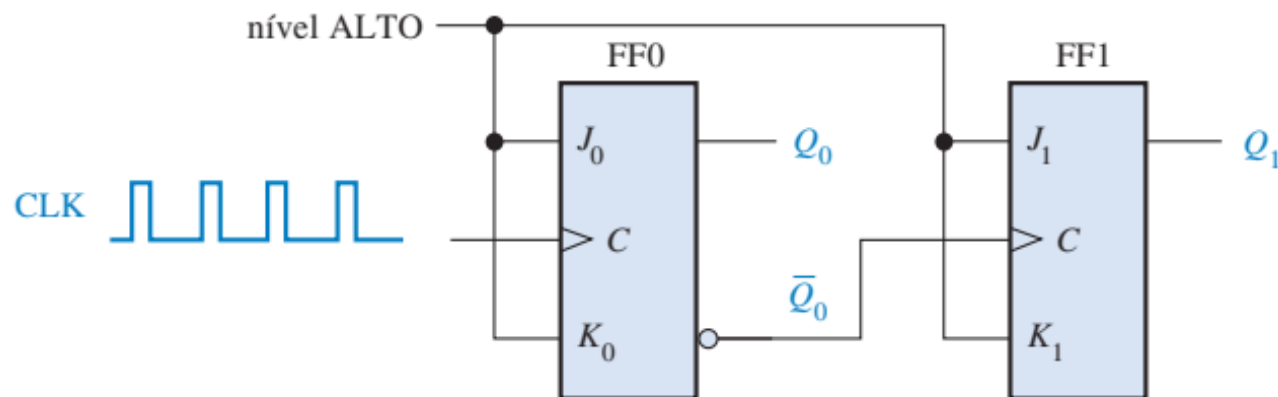 nível ALTO
FF0
FF1
J₀
Q₀
J₁
Q₁
CLK
C
C
Q̅₀
K₀
K₁